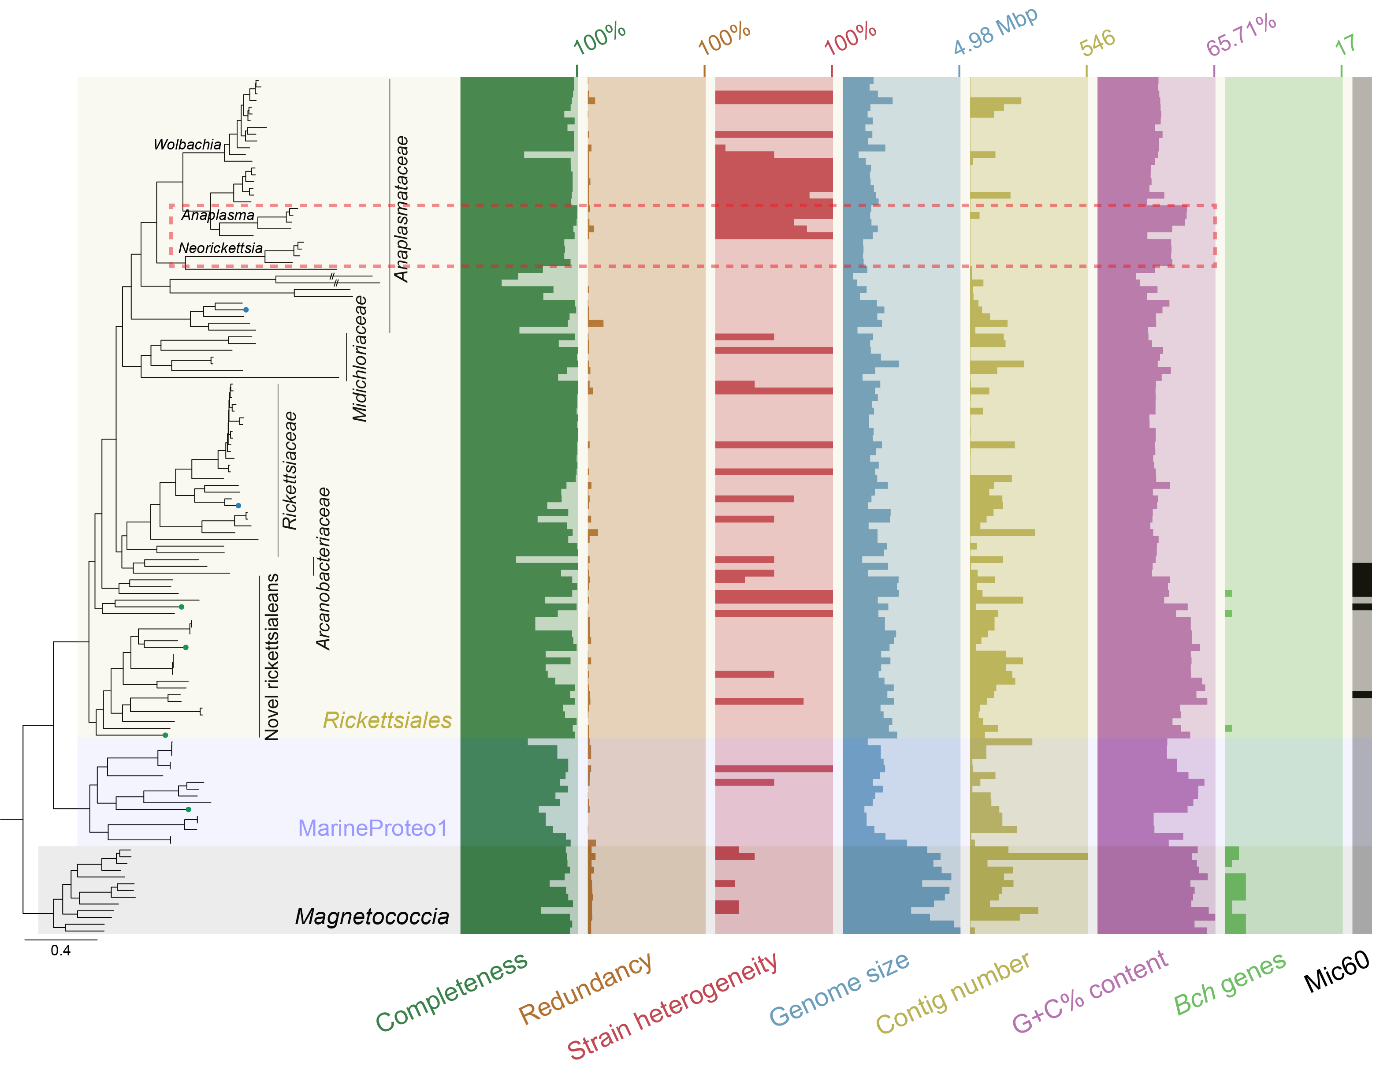 100%
100%
100%
4.98 Mbp
546
65.71%
17
Wolbachia
Anaplasma
Neorickettsia
Anaplasmataceae
Midichloriaceae
Rickettsiaceae
Arcanobacteriaceae
Novel rickettsialeans
Rickettsiales
MarineProteo1
Magnetococcia
0.4
Completeness
Redundancy
Strain heterogeneity
Genome size
Contig number
G+C% content
Bch genes
Mic60